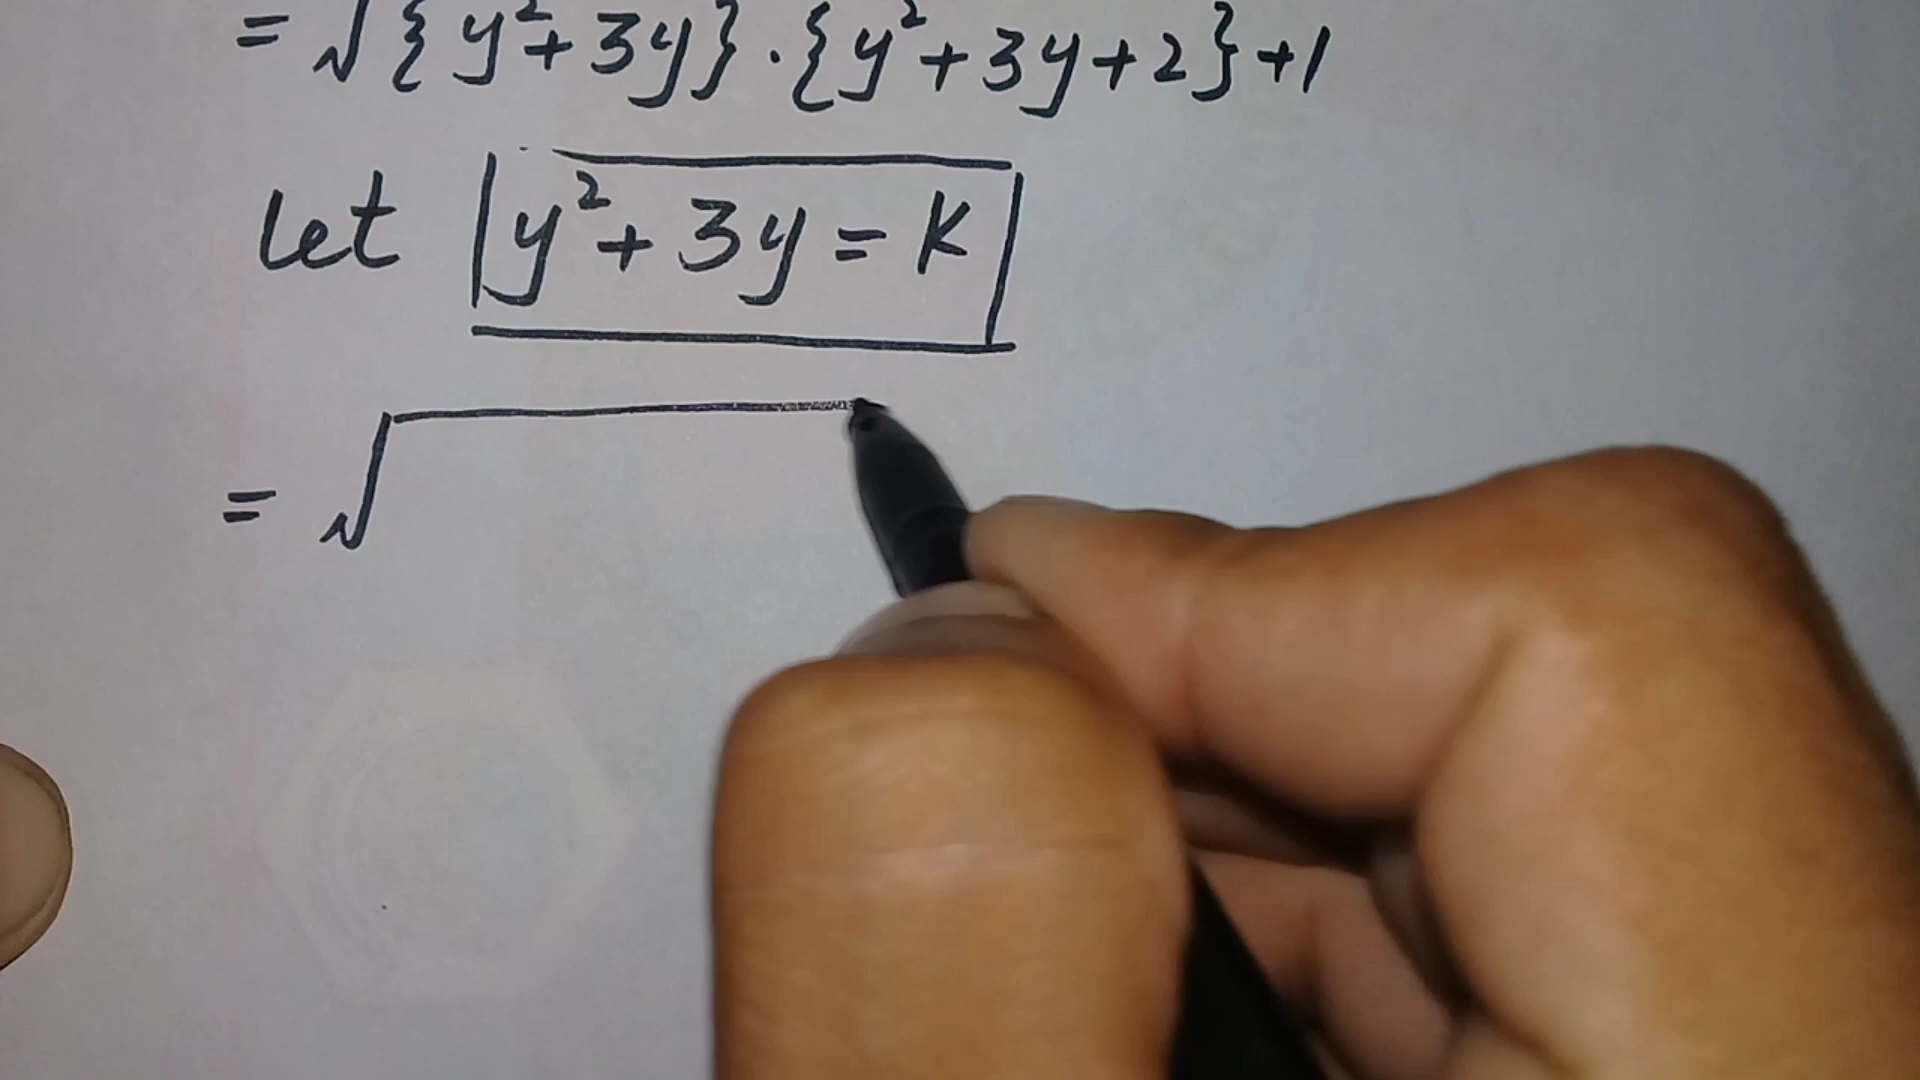 = √{y²+3y}·{y²+3y+2}+1
Let y²+3y=K
= √